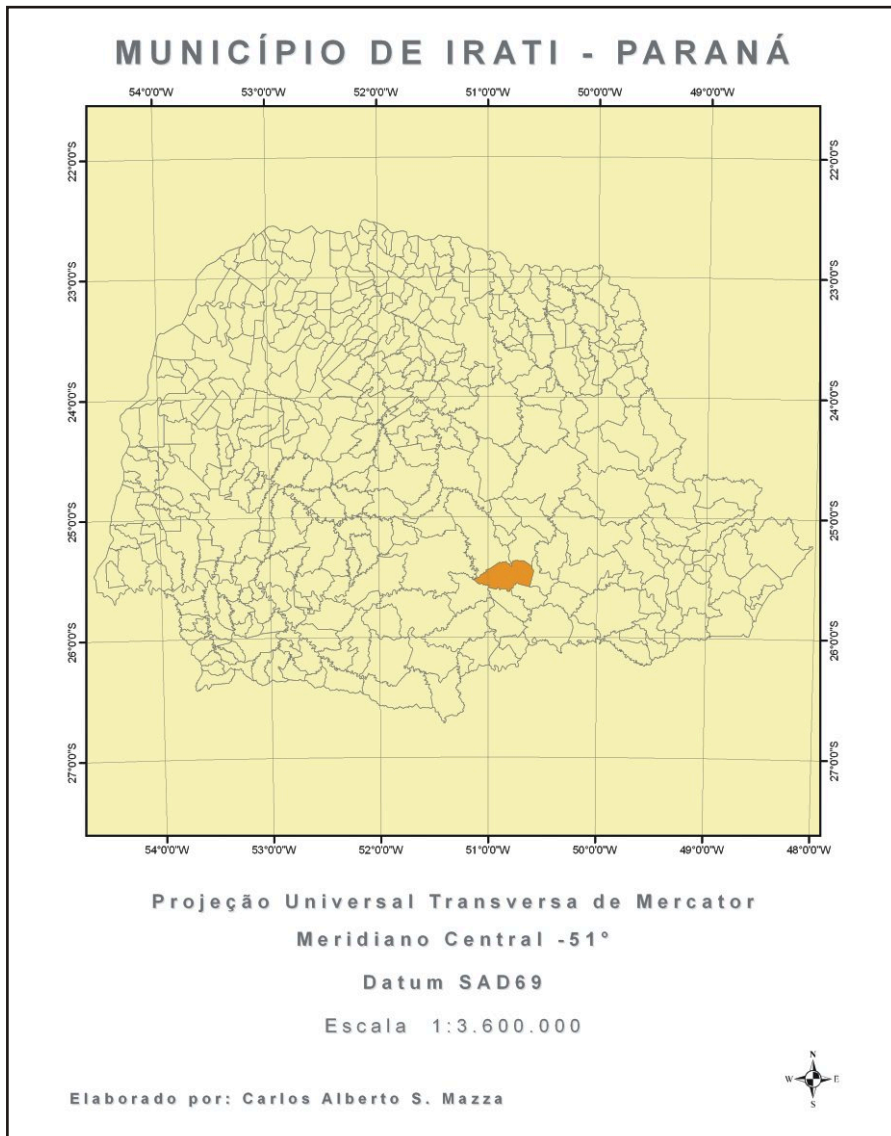 MUNICÍPIO DE IRATI - PARANÁ
54°0'0"W 53°0'0"W 52°0'0"W 51°0'0"W 50°0'0"W 49°0'0"W
22°0'0"S 22°0'0"S
23°0'0"S 23°0'0"S
24°0'0"S 24°0'0"S
25°0'0"S 25°0'0"S
26°0'0"S 26°0'0"S
27°0'0"S 27°0'0"S
54°0'0"W 53°0'0"W 52°0'0"W 51°0'0"W 50°0'0"W 49°0'0"W 48°0'0"W
Projeção Universal Transversa de Mercator
Meridiano Central -51°
Datum SAD69
Escala 1:3.600.000
N
W E
S
Elaborado por: Carlos Alberto S. Mazza